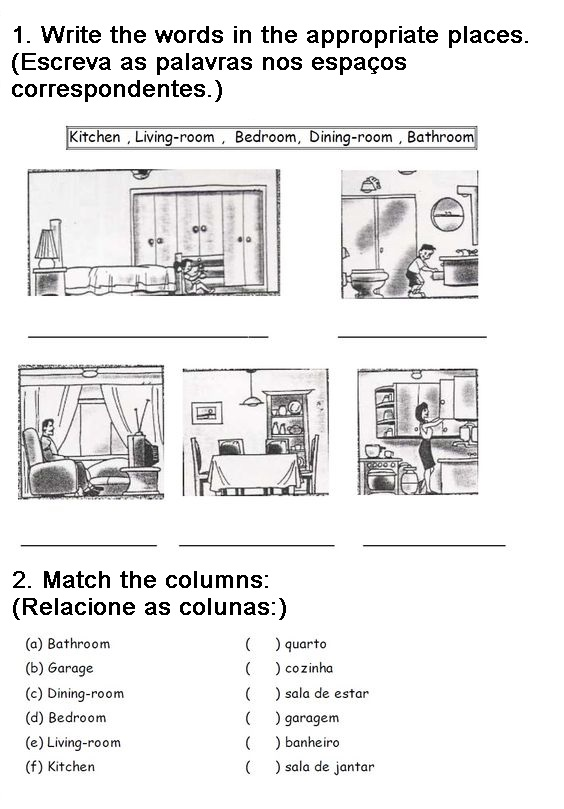 1. Write the words in the appropriate places.
(Escreva as palavras nos espaços
correspondentes.)
Kitchen , Living-room , Bedroom, Dining-room , Bathroom
2. Match the columns:
(Relacione as colunas:)
(a) Bathroom ( ) quarto
(b) Garage ( ) cozinha
(c) Dining-room ( ) sala de estar
(d) Bedroom ( ) garagem
(e) Living-room ( ) banheiro
(f) Kitchen ( ) sala de jantar